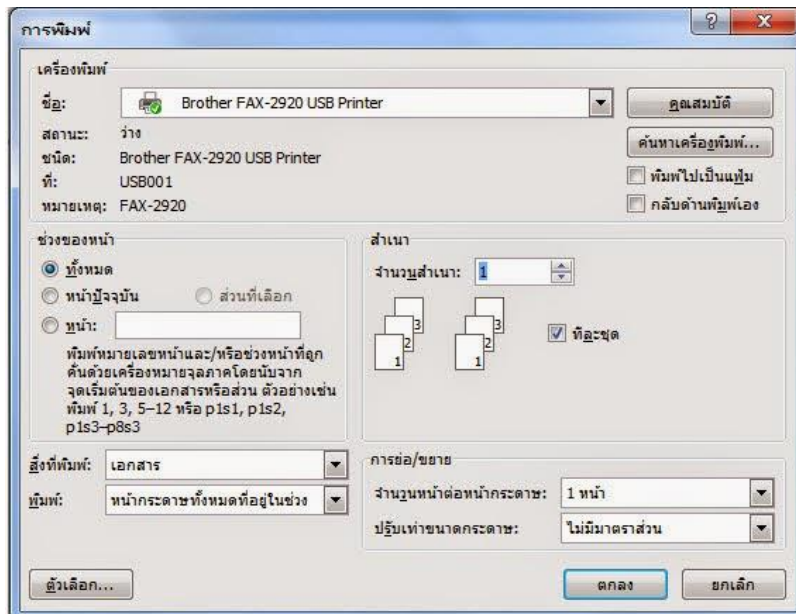 การพิมพ์
เครื่องพิมพ์
ชื่อ: Brother FAX-2920 USB Printer คุณสมบัติ
สถานะ: ว่าง
ค้นหาเครื่องพิมพ์...
ชนิด: Brother FAX-2920 USB Printer
ที่: USB001
พิมพ์ไปเป็นแฟ้ม
หมายเหตุ: FAX-2920
กลับด้านพิมพ์เอง
ช่วงของหน้า
ทั้งหมด
หน้าปัจจุบัน ส่วนที่เลือก
หน้า:
พิมพ์หมายเลขหน้าและ/หรือช่วงหน้าที่ถูก
คั่นด้วยเครื่องหมายจุลภาคโดยนับจาก
จุดเริ่มต้นของเอกสารหรือส่วน ตัวอย่างเช่น
พิมพ์ 1, 3, 5–12 หรือ p1s1, p1s2,
p1s3–p8s3
สำเนา
จำนวนสำเนา: 1
3 3
2 2
1 1
ทีละชุด
สิ่งที่พิมพ์: เอกสาร
พิมพ์: หน้ากระดาษทั้งหมดที่อยู่ในช่วง
การย่อ/ขยาย
จำนวนหน้าต่อหน้ากระดาษ: 1 หน้า
ปรับเท่าขนาดกระดาษ: ไม่มีมาตราส่วน
ตัวเลือก... ตกลง ยกเลิก